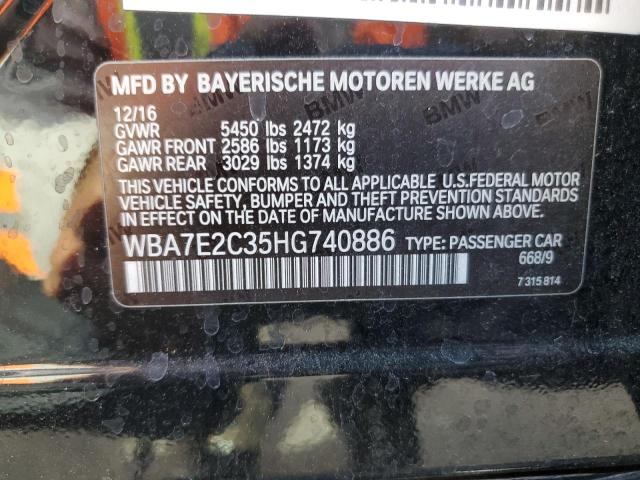 MFD BY BAYERISCHE MOTOREN WERKE AG
12/16
GVWR 5450 lbs 2472 kg
GAWR FRONT 2586 lbs 1173 kg
GAWR REAR 3029 lbs 1374 kg
THIS VEHICLE CONFORMS TO ALL APPLICABLE U.S.FEDERAL MOTOR
VEHICLE SAFETY, BUMPER AND THEFT PREVENTION STANDARDS
IN EFFECT ON THE DATE OF MANUFACTURE SHOWN ABOVE.
WBA7E2C35HG740886 TYPE: PASSENGER CAR
668/9
7 315 814